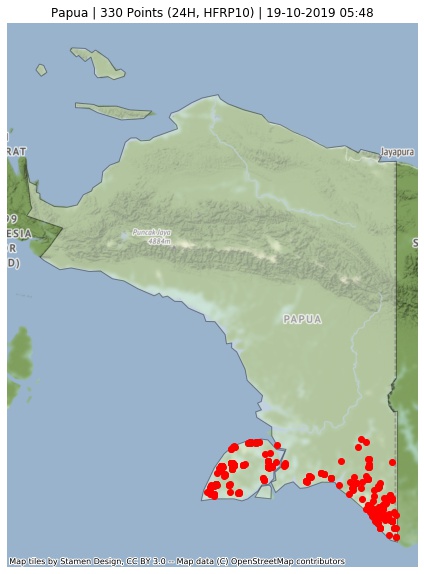 Papua | 330 Points (24H, HFRP10) | 19-10-2019 05:48
RAT
Jayapura
99
ESIA
R
D)
Puncak Jaya
4884m
S
PAPUA
Map tiles by Stamen Design, CC BY 3.0 -- Map data (C) OpenStreetMap contributors